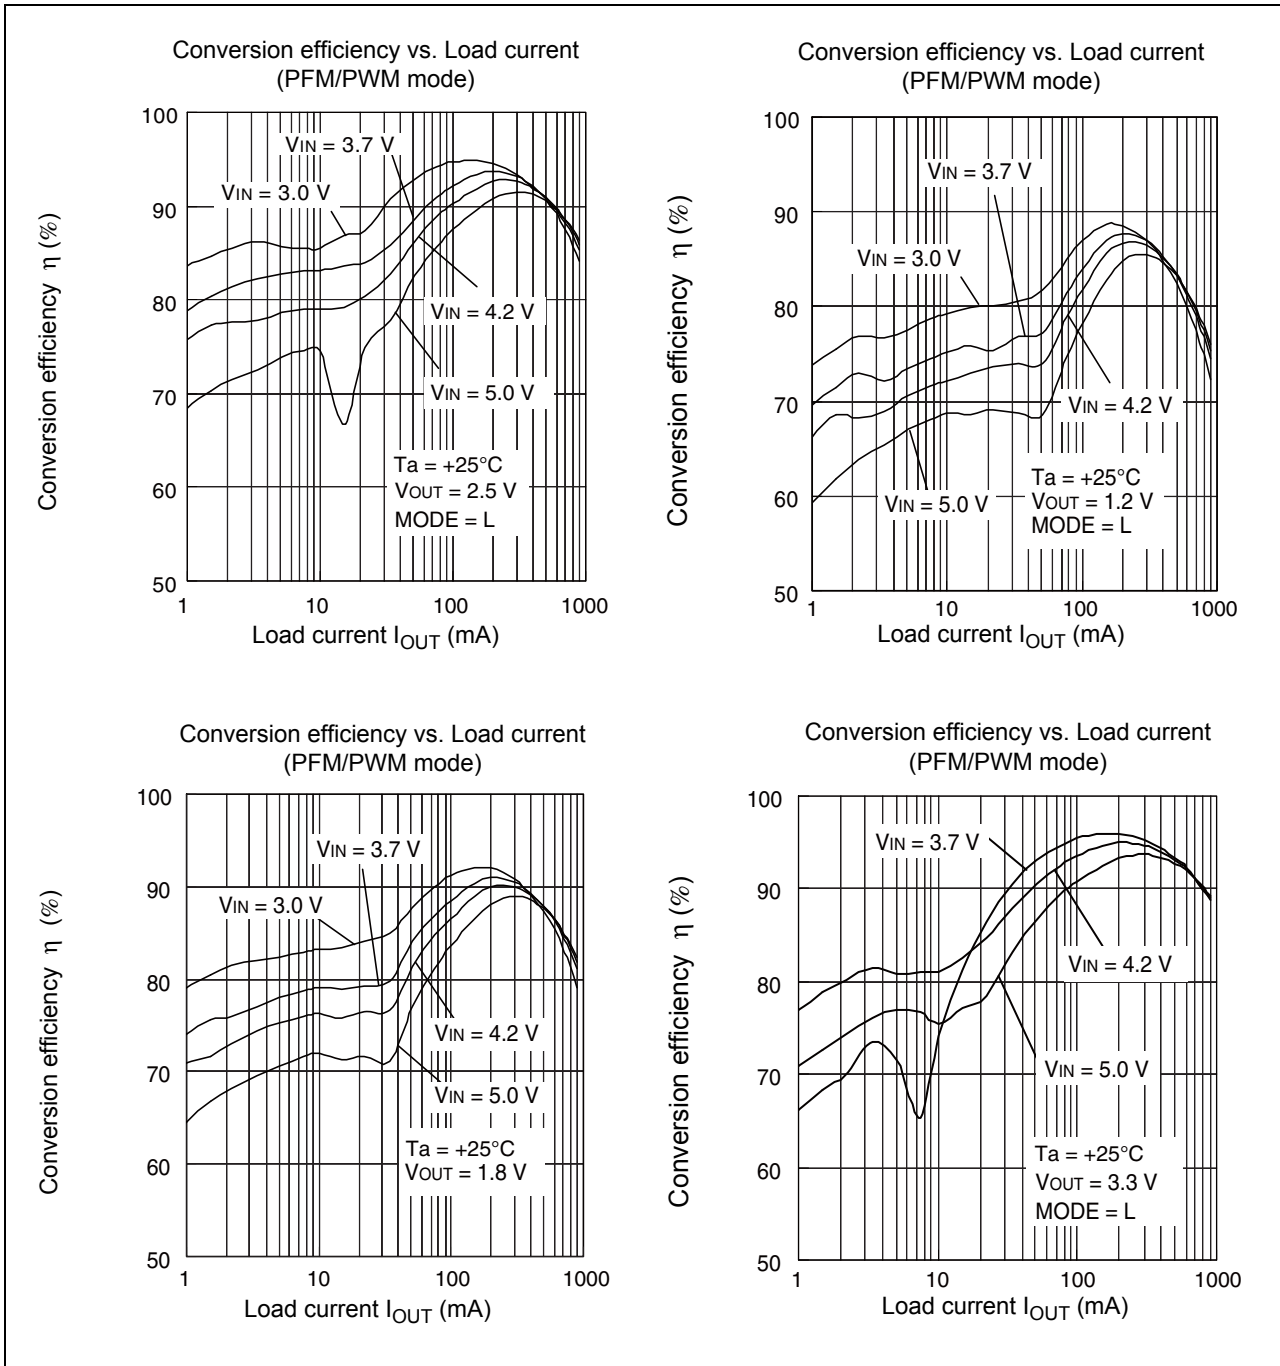 Conversion efficiency vs. Load current
(PFM/PWM mode)
Conversion efficiency η (%)
100
90
80
70
60
50
VIN = 3.7 V
VIN = 3.0 V
VIN = 4.2 V
VIN = 5.0 V
Ta = +25°C
VOUT = 2.5 V
MODE = L
1
10
100
1000
Load current IOUT (mA)
Conversion efficiency vs. Load current
(PFM/PWM mode)
Conversion efficiency η (%)
100
90
80
70
60
50
VIN = 3.7 V
VIN = 3.0 V
VIN = 4.2 V
VIN = 5.0 V
Ta = +25°C
VOUT = 1.2 V
MODE = L
1
10
100
1000
Load current IOUT (mA)
Conversion efficiency vs. Load current
(PFM/PWM mode)
Conversion efficiency η (%)
100
90
80
70
60
50
VIN = 3.7 V
VIN = 3.0 V
VIN = 4.2 V
VIN = 5.0 V
Ta = +25°C
VOUT = 1.8 V
1
10
100
1000
Load current IOUT (mA)
Conversion efficiency vs. Load current
(PFM/PWM mode)
Conversion efficiency η (%)
100
90
80
70
60
50
VIN = 3.7 V
VIN = 4.2 V
VIN = 5.0 V
Ta = +25°C
VOUT = 3.3 V
MODE = L
1
10
100
1000
Load current IOUT (mA)